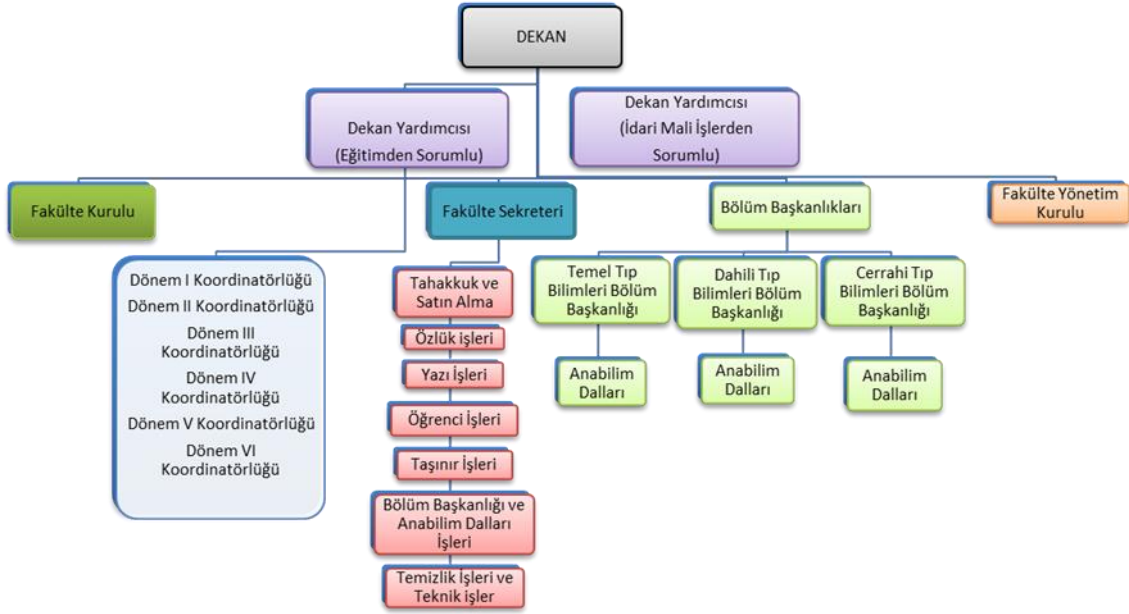 DEKAN
Dekan Yardımcısı
(Eğitimden Sorumlu)
Dekan Yardımcısı
(İdari Mali İşlerden
Sorumlu)
Fakülte Kurulu
Fakülte Sekreteri
Bölüm Başkanlıkları
Fakülte Yönetim
Kurulu
Dönem I Koordinatörlüğü
Dönem II Koordinatörlüğü
Dönem III
Koordinatörlüğü
Dönem IV
Koordinatörlüğü
Dönem V Koordinatörlüğü
Dönem VI
Koordinatörlüğü
Tahakkuk ve
Satın Alma
Özlük işleri
Yazı İşleri
Öğrenci İşleri
Taşınır İşleri
Bölüm Başkanlığı ve
Anabilim Dalları
İşleri
Temizlik İşleri ve
Teknik işler
Temel Tıp
Bilimleri Bölüm
Başkanlığı
Anabilim
Dalları
Dahili Tıp
Bilimleri Bölüm
Başkanlığı
Anabilim
Dalları
Cerrahi Tıp
Bilimleri Bölüm
Başkanlığı
Anabilim
Dalları